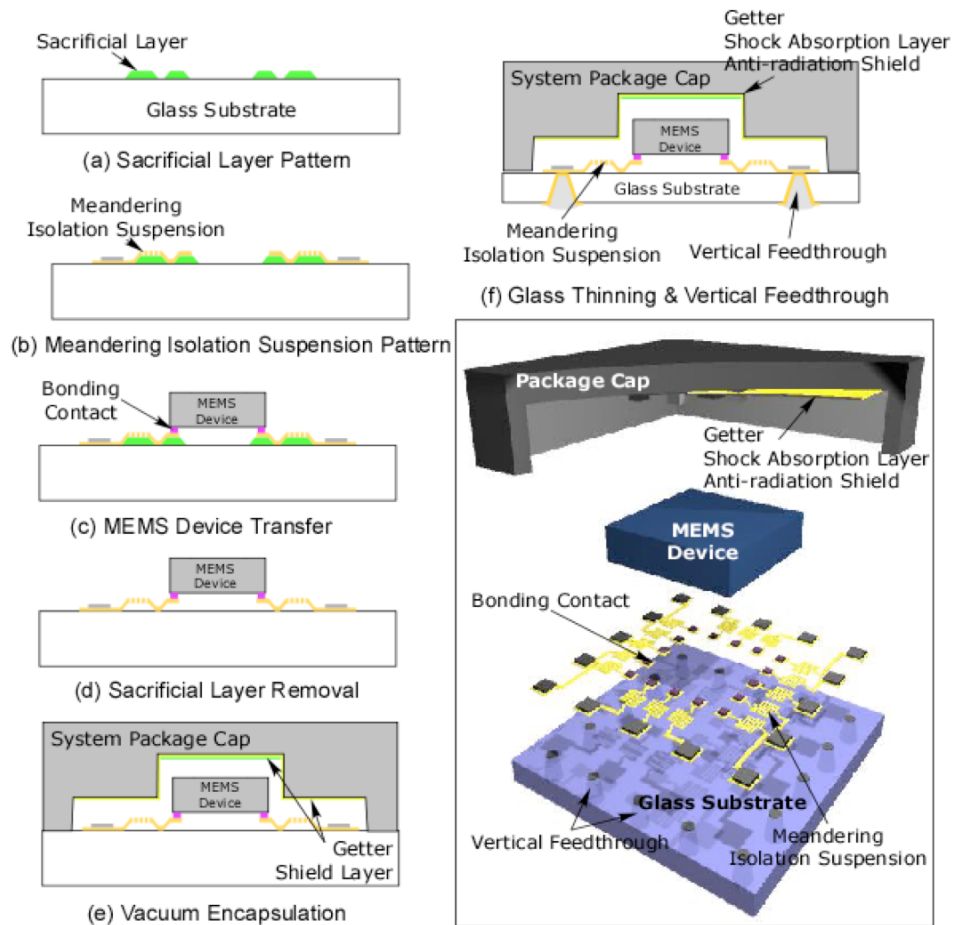 Sacrificial Layer
Glass Substrate
(a) Sacrificial Layer Pattern
Meandering
Isolation Suspension
(b) Meandering Isolation Suspension Pattern
Bonding
Contact
MEMS
Device
(c) MEMS Device Transfer
MEMS
Device
(d) Sacrificial Layer Removal
System Package Cap
MEMS
Device
Getter
Shield Layer
(e) Vacuum Encapsulation
Getter
Shock Absorption Layer
Anti-radiation Shield
System Package Cap
MEMS
Device
Glass Substrate
Meandering
Isolation Suspension
Vertical Feedthrough
(f) Glass Thinning & Vertical Feedthrough
Package Cap
Getter
Shock Absorption Layer
Anti-radiation Shield
MEMS
Device
Bonding Contact
Glass Substrate
Vertical Feedthrough
Meandering
Isolation Suspension